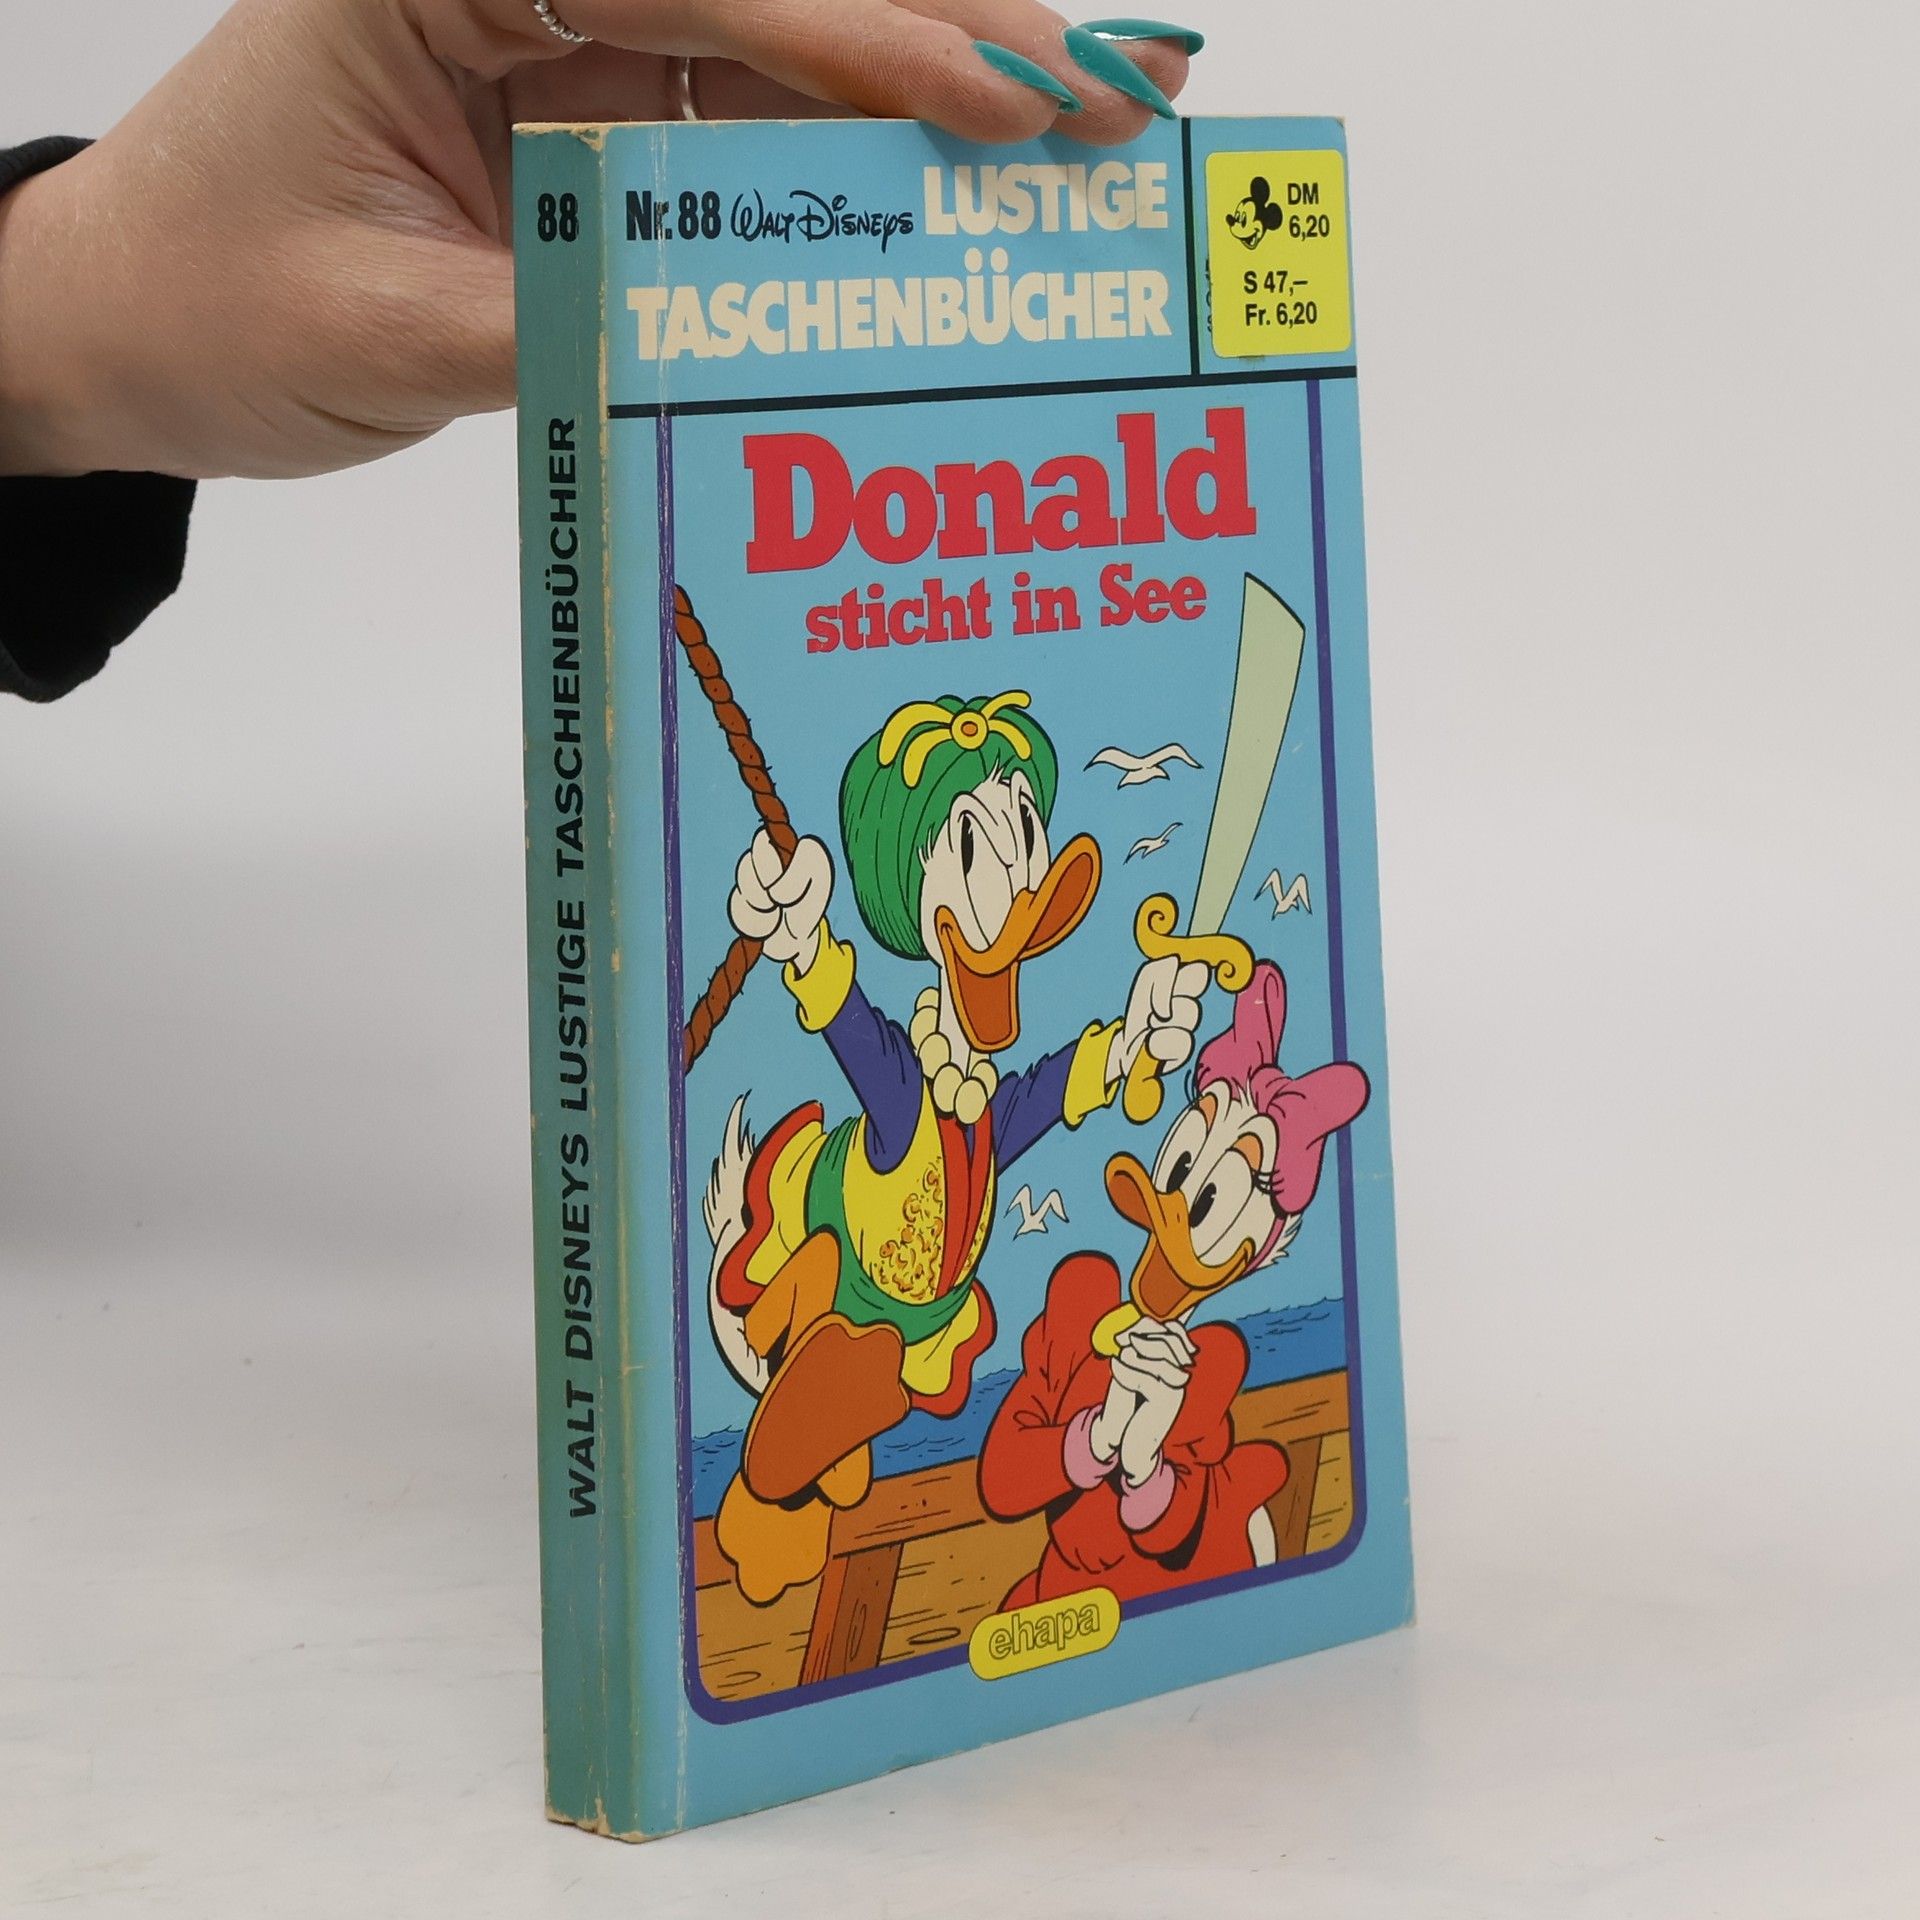 88
WALT DISNEYS LUSTIGE TASCHENBÜCHER
Nr. 88 Walt Disneys LUSTIGE
TASCHENBÜCHER
DM
6,20
S 47,–
Fr. 6,20
Donald
sticht in See
ehapa